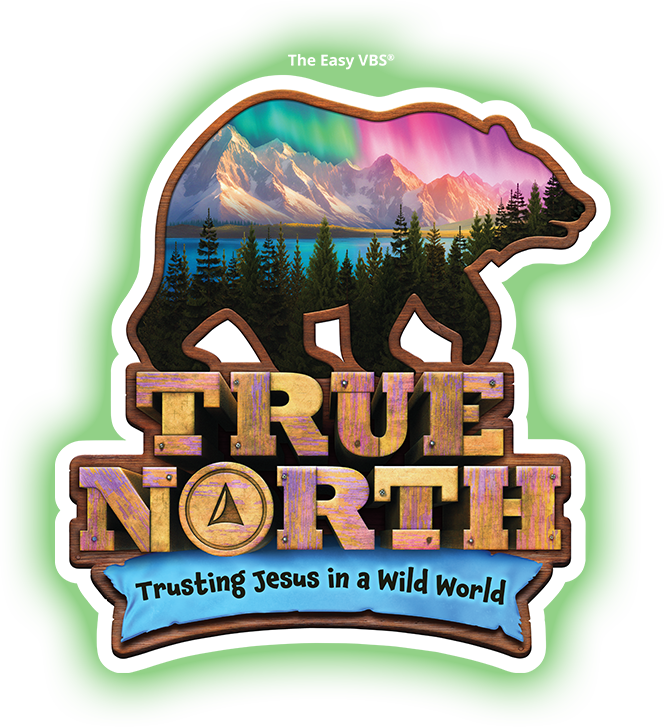 The Easy VBS®
TRUE
NORTH
Trusting Jesus in a Wild World